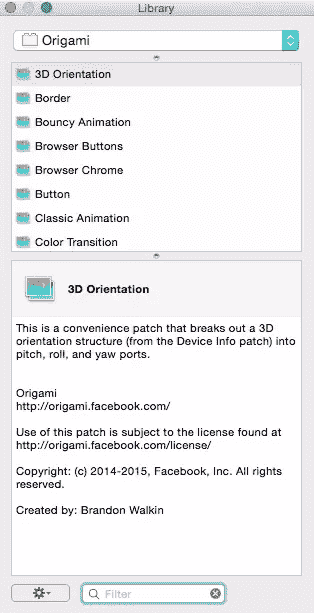 Library
Origami
3D Orientation
Border
Bouncy Animation
Browser Buttons
Browser Chrome
Button
Classic Animation
Color Transition
3D Orientation
This is a convenience patch that breaks out a 3D
orientation structure (from the Device Info patch) into
pitch, roll, and yaw ports.
Origami
http://origami.facebook.com/
Use of this patch is subject to the license found at
http://origami.facebook.com/license/
Copyright: (c) 2014-2015, Facebook, Inc. All rights
reserved.
Created by: Brandon Walkin
Filter